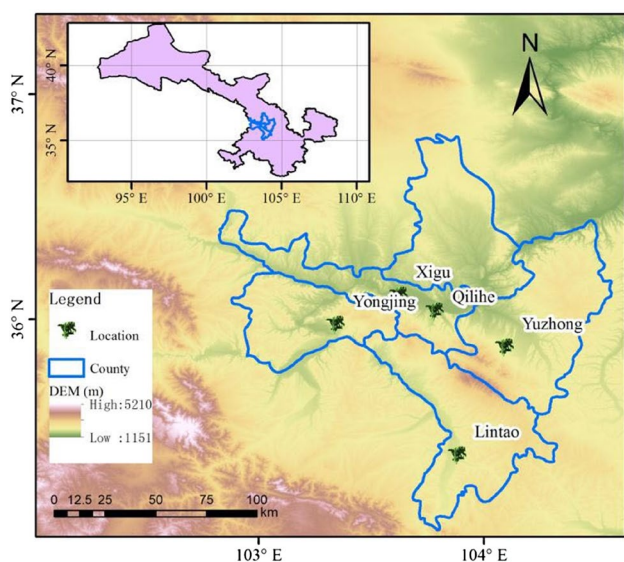 N
40° N
35° N
95° E
100° E
105° E
110° E
37° N
36° N
Xigu
Yongjing
Qilihe
Yuzhong
Lintao
Legend
Location
County
DEM (m)
High:5210
Low :1151
0 12.5 25 50 75 100
km
103° E
104° E